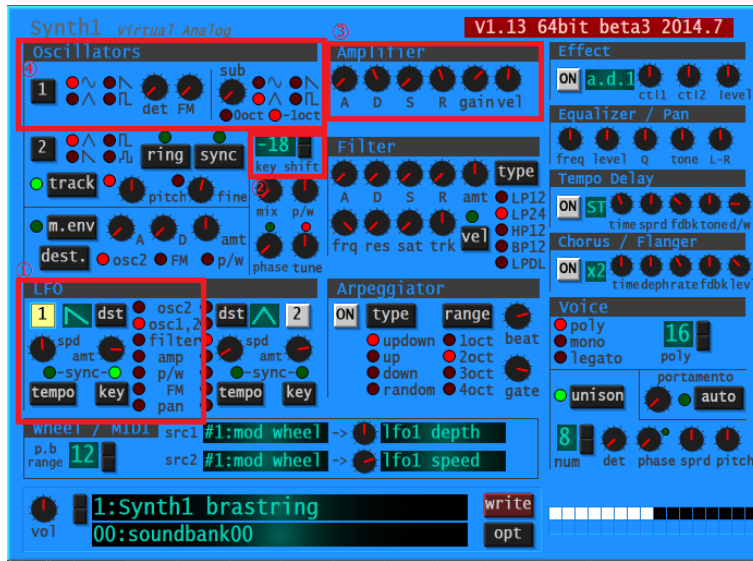 Synth1 Virtual Analog
V1.13 64bit beta3 2014.7
③
Oscillators
④
1
det FM
sub
0oct -1oct
2
ring sync
track
pitch fine
-18
key shift
②
mix p/w
phase tune
m.env
A D amt
dest.
osc2 FM p/w
Amplifier
A D S R gain vel
Filter
A D S R amt
type
LP12
LP24
HP12
BP12
LPDL
frq res sat trk
vel
①
LFO
1 dst
spd
amt
sync
tempo key
osc2
osc1,2
filter
amp
p/w
FM
pan
dst 2
spd
amt
sync
tempo key
Arpeggiator
ON type range
beat
updown 1oct
up 2oct
down 3oct
random 4oct
gate
Wheel / MIDI
p.b
range 12
src1 #1:mod wheel -> lfo1 depth
src2 #1:mod wheel -> lfo1 speed
vol
1:Synth1 brastring
00:soundbank00
write
opt
Effect
ON a.d.1
ctl1 ctl2 level
Equalizer / Pan
freq level Q tone L-R
Tempo Delay
ON ST
time sprd fdbk toned/w
Chorus / Flanger
ON x2
time deph rate fdbk lev
Voice
poly
mono
legato
16
poly
unison
portamento
auto
8
num det phase sprd pitch